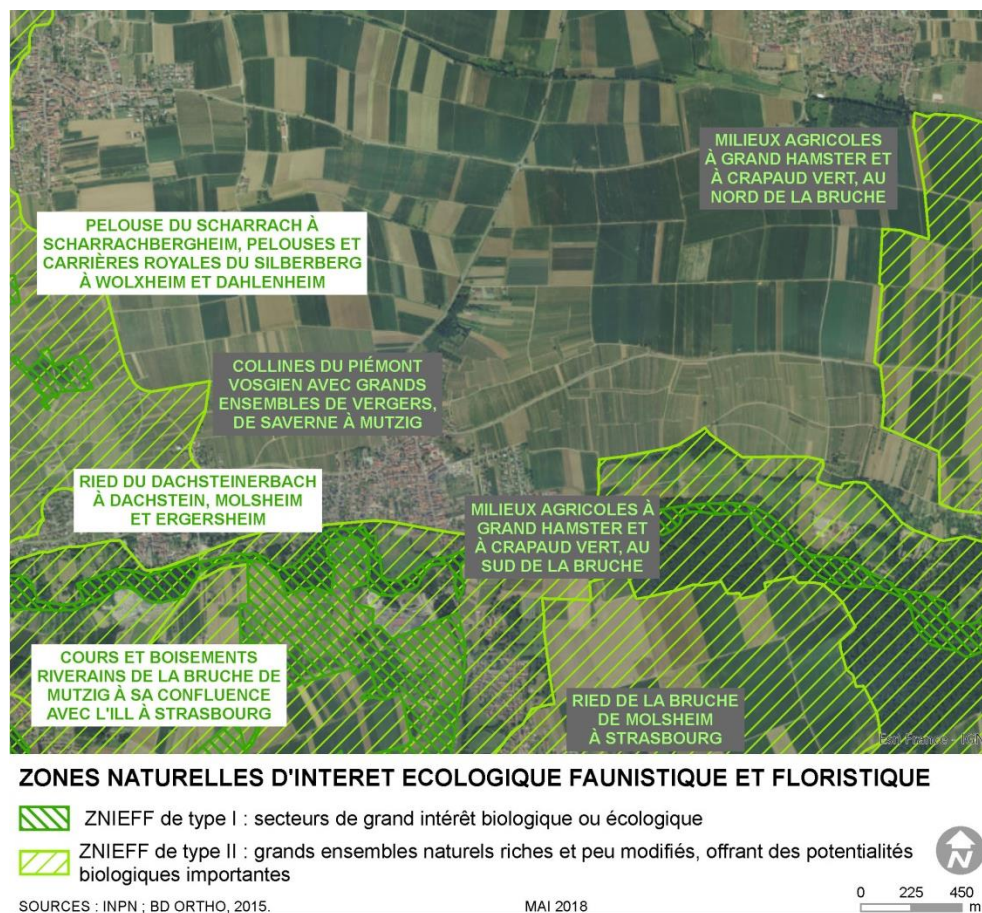 MILIEUX AGRICOLES
À GRAND HAMSTER ET
À CRAPAUD VERT, AU
NORD DE LA BRUCHE
PELOUSE DU SCHARRACH À
SCHARRACHBERGHEIM, PELOUSES ET
CARRIÈRES ROYALES DU SILBERBERG
À WOLXHEIM ET DAHLENHEIM
COLLINES DU PIÉMONT
VOSGIEN AVEC GRANDS
ENSEMBLES DE VERGERS,
DE SAVERNE À MUTZIG
RIED DU DACHSTEINERBACH
À DACHSTEIN, MOLSHEIM
ET ERGERSHEIM
MILIEUX AGRICOLES À
GRAND HAMSTER ET
À CRAPAUD VERT, AU
SUD DE LA BRUCHE
COURS ET BOISEMENTS
RIVERAINS DE LA BRUCHE DE
MUTZIG À SA CONFLUENCE
AVEC L'ILL À STRASBOURG
RIED DE LA BRUCHE
DE MOLSHEIM
À STRASBOURG
Esri France - IGN
ZONES NATURELLES D'INTERET ECOLOGIQUE FAUNISTIQUE ET FLORISTIQUE
ZNIEFF de type I : secteurs de grand intérêt biologique ou écologique
ZNIEFF de type II : grands ensembles naturels riches et peu modifiés, offrant des potentialités
biologiques importantes
N
SOURCES : INPN ; BD ORTHO, 2015.
MAI 2018
0 225 450
m